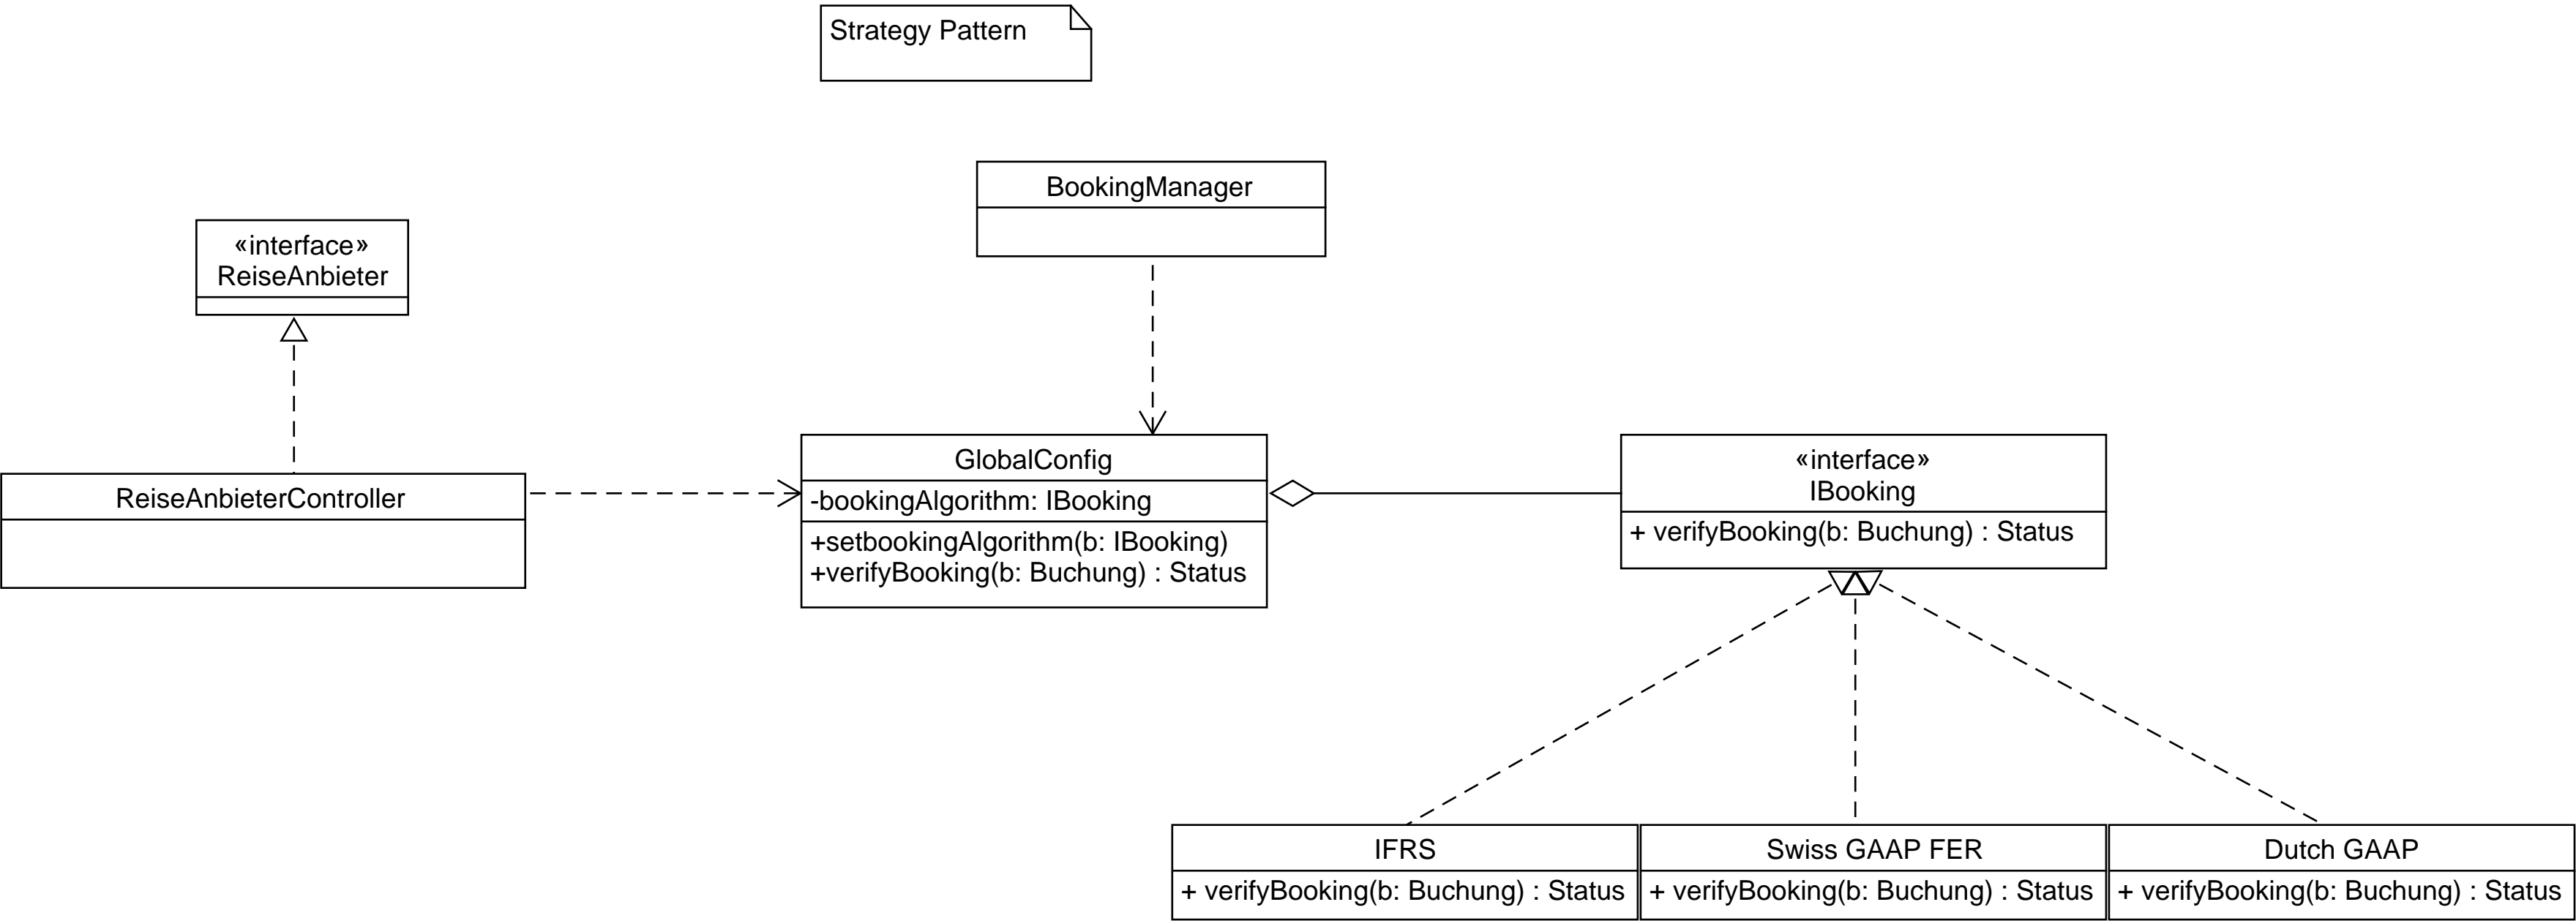 Strategy Pattern
BookingManager
«interface»
ReiseAnbieter
ReiseAnbieterController
GlobalConfig
-bookingAlgorithm: IBooking
+setbookingAlgorithm(b: IBooking)
+verifyBooking(b: Buchung) : Status
«interface»
IBooking
+ verifyBooking(b: Buchung) : Status
IFRS
+ verifyBooking(b: Buchung) : Status
Swiss GAAP FER
+ verifyBooking(b: Buchung) : Status
Dutch GAAP
+ verifyBooking(b: Buchung) : Status